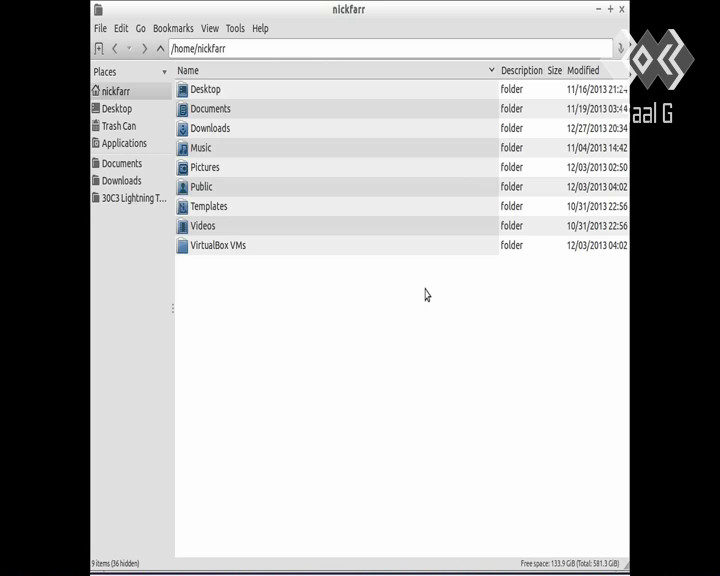 nickfarr
File Edit Go Bookmarks View Tools Help
/home/nickfarr
Places
Name Description Size Modified
nickfarr
Desktop
Trash Can
Applications
Documents
Downloads
30C3 Lightning T...
Desktop folder 11/16/2013 21:24
Documents folder 11/19/2013 03:44
Downloads folder 12/27/2013 20:34
Music folder 11/04/2013 14:42
Pictures folder 12/03/2013 02:50
Public folder 12/03/2013 04:02
Templates folder 10/31/2013 22:56
Videos folder 10/31/2013 22:56
VirtualBox VMs folder 12/03/2013 04:02
aal G
9 items (36 hidden)
Free space: 133.9 GiB (Total: 581.3 GiB)